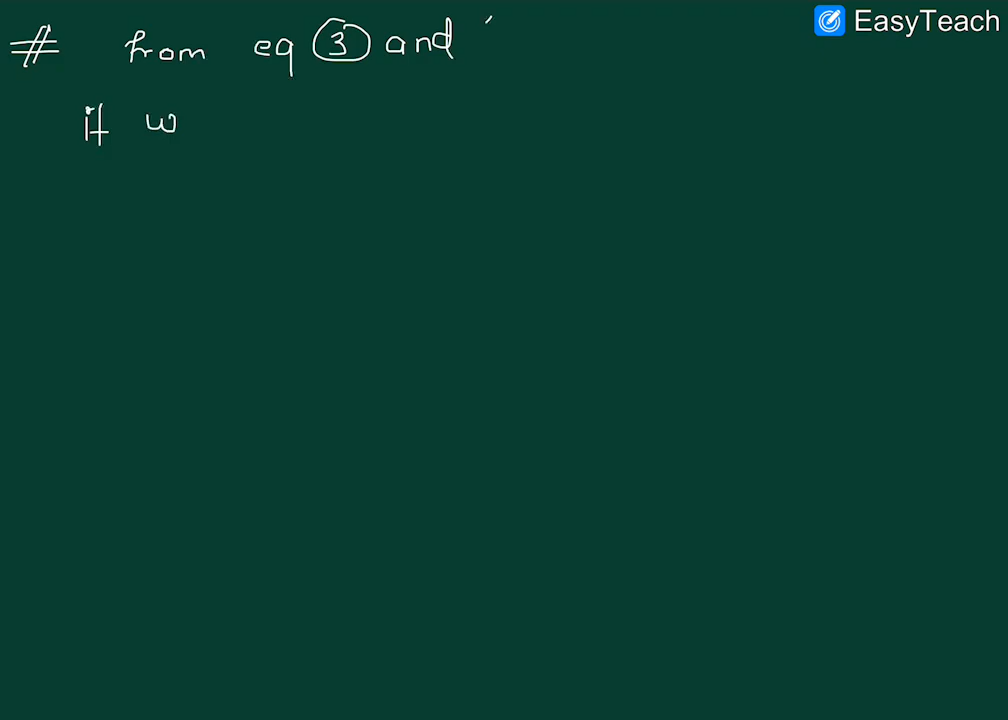 # from eq ③ and
EasyTeach
if w